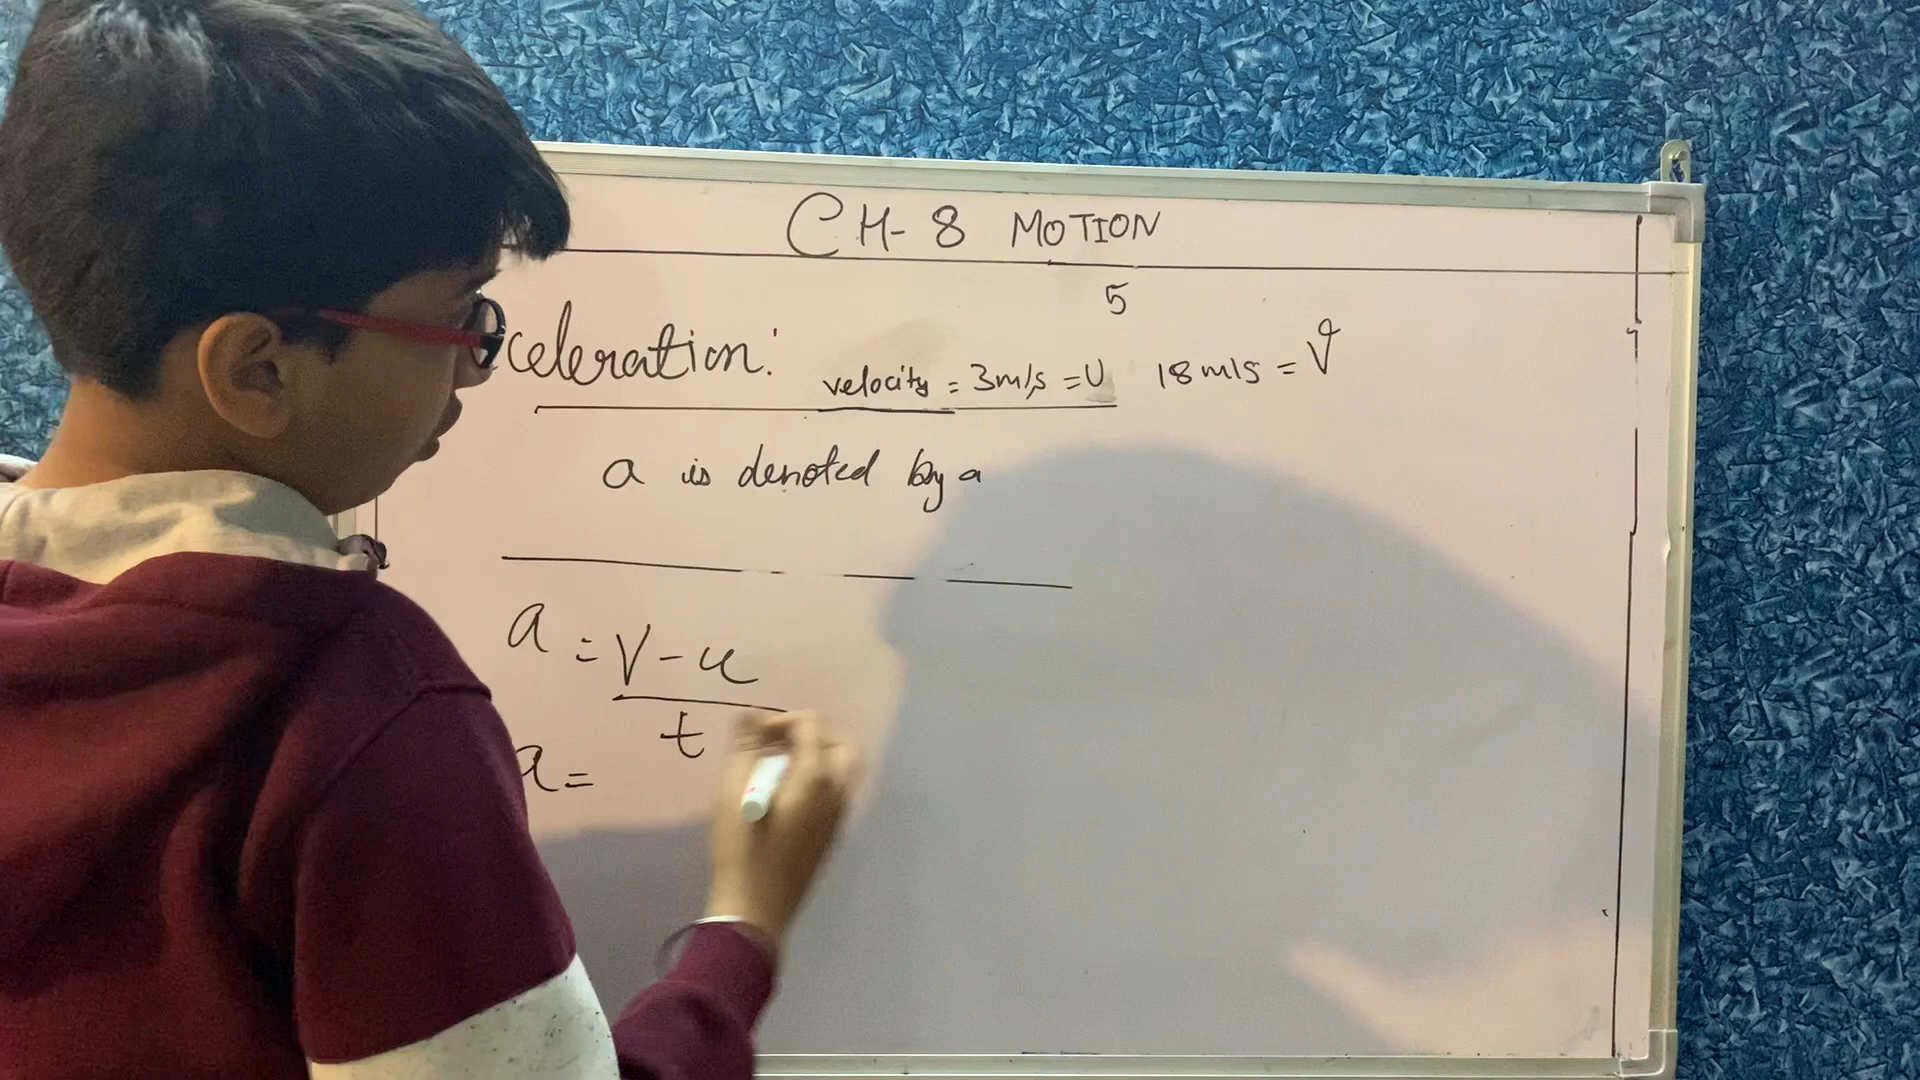 CH-8 MOTION
5
celeration:
velocity = 3m/s = U 18 m/s = V
a is denoted by a
a = V-u
t
a =